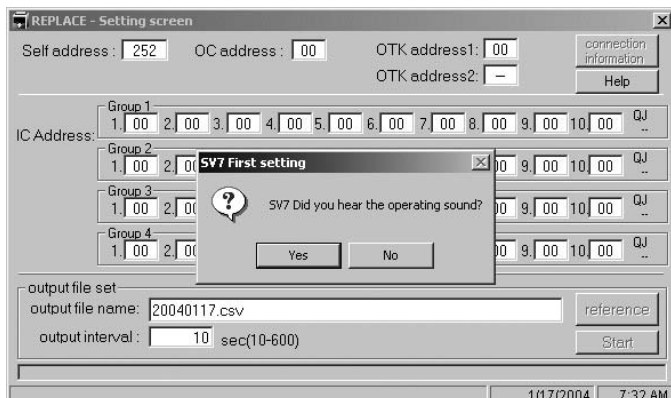 REPLACE - Setting screen
Self address : 252 OC address : 00 OTK address1: 00 connection information
OTK address2: – Help
Group 1
IC Address: 1. 00 2. 00 3. 00 4. 00 5. 00 6. 00 7. 00 8. 00 9. 00 10. 00 QJ --
Group 2
1. 00 2. 00 9. 00 10. 00 QJ --
SV7 First setting
Group 3
1. 00 2. 00 9. 00 10. 00 QJ --
SV7 Did you hear the operating sound?
Group 4
1. 00 2. 00 9. 00 10. 00 QJ --
Yes No
output file set
output file name: 20040117.csv reference
output interval : 10 sec(10-600) Start
1/17/2004 7:32 AM